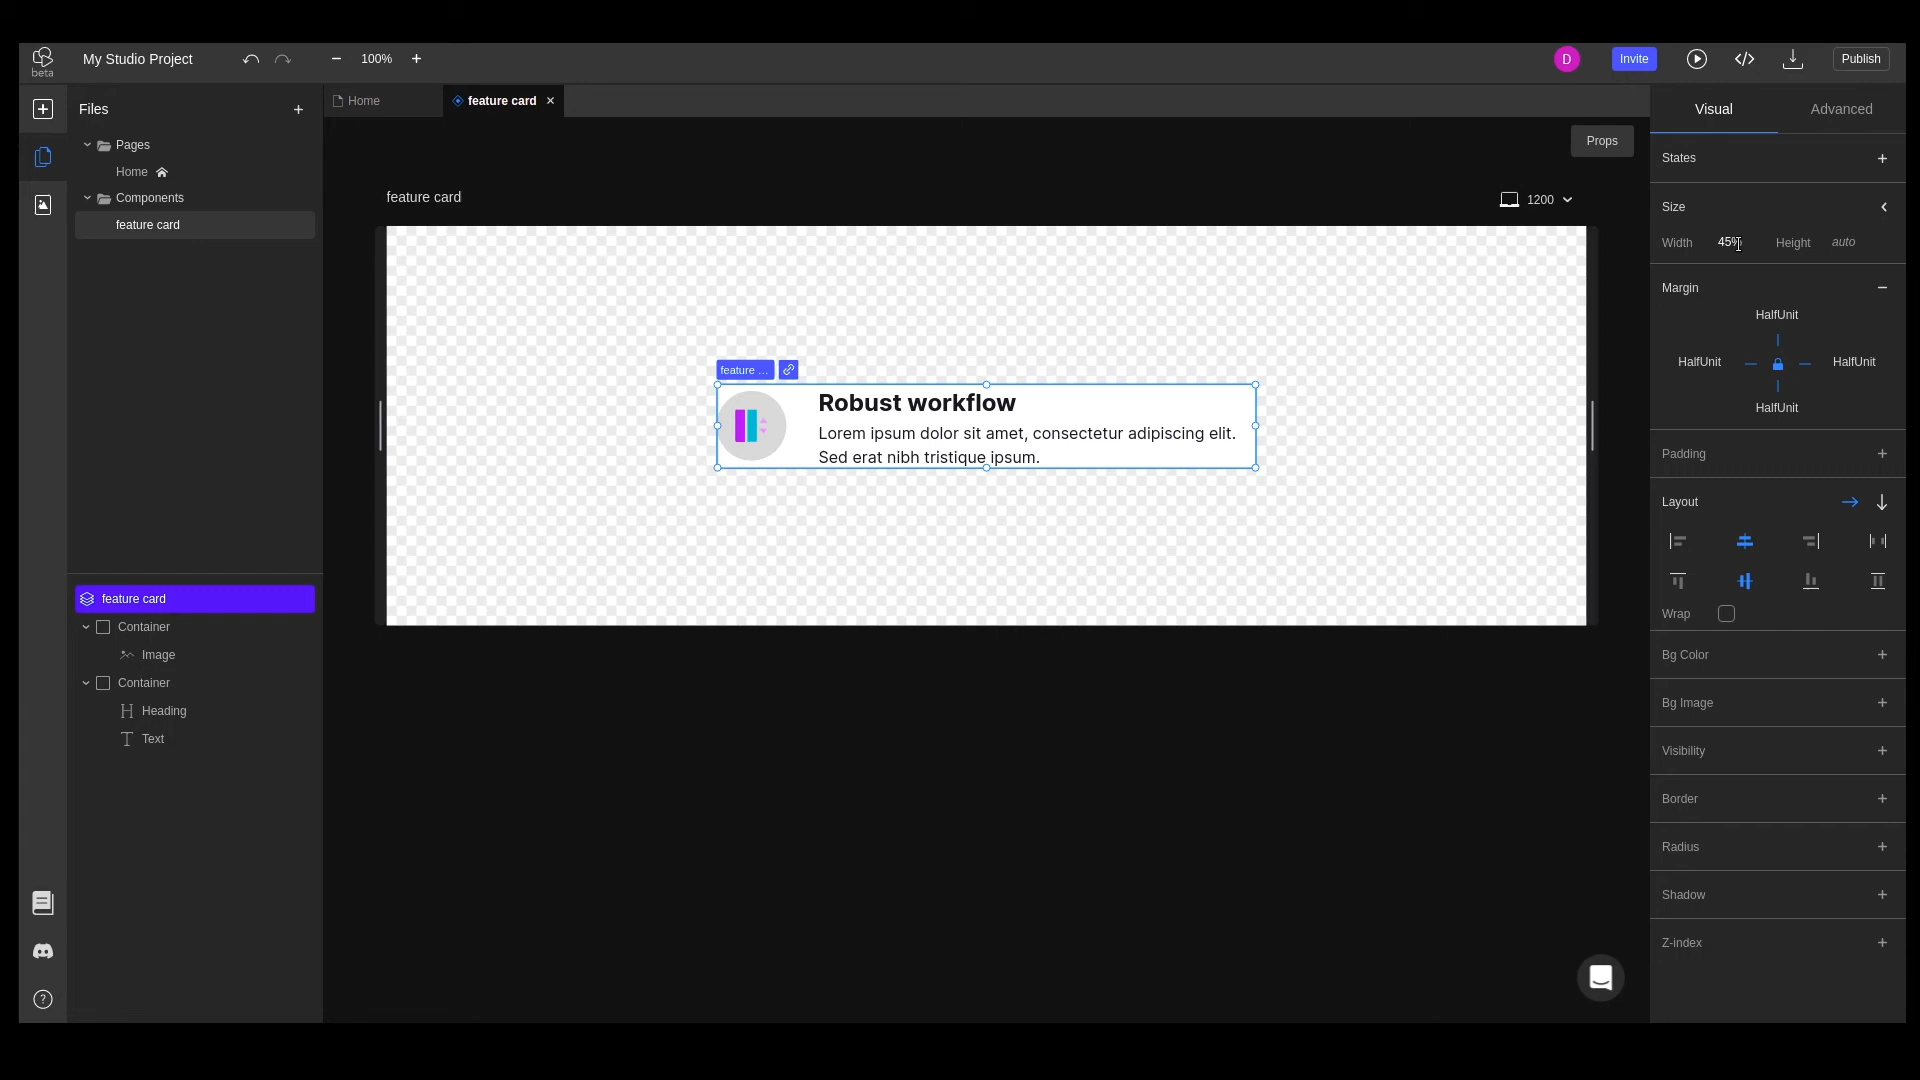 beta
My Studio Project
100%
D
Invite
Publish
Files
Home
feature card
Visual
Advanced
Props
Pages
Home
Components
feature card
feature card
1200
feature ...
Robust workflow
Lorem ipsum dolor sit amet, consectetur adipiscing elit.
Sed erat nibh tristique ipsum.
feature card
Container
Image
Container
Heading
Text
States
Size
Width 45% Height auto
Margin
HalfUnit
HalfUnit HalfUnit
HalfUnit
Padding
Layout
Wrap
Bg Color
Bg Image
Visibility
Border
Radius
Shadow
Z-index